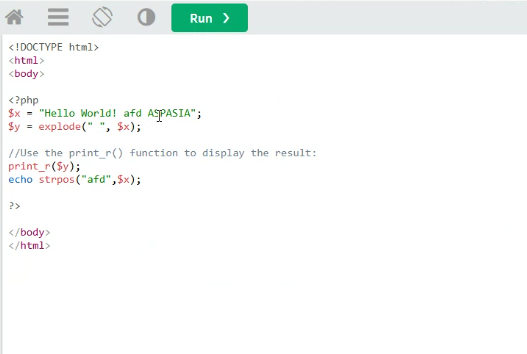 Run ❯
<!DOCTYPE html>
<html>
<body>
<?php
$x = "Hello World! afd ASPASIA";
$y = explode(" ", $x);
//Use the print_r() function to display the result:
print_r($y);
echo strpos("afd",$x);
?>
</body>
</html>